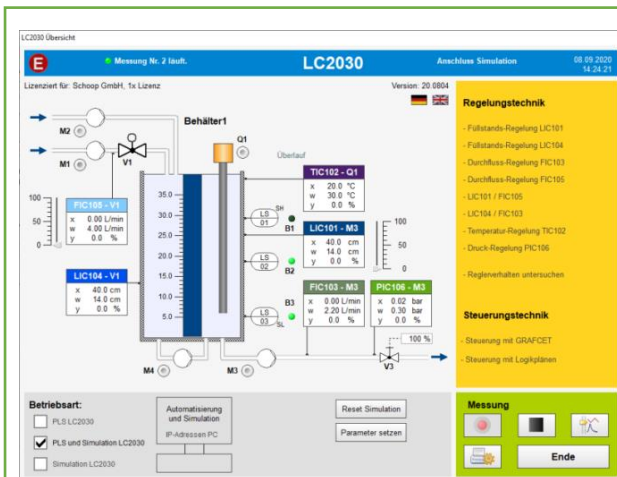 LC2030 Übersicht
E
Messung Nr. 2 läuft.
LC2030
Anschluss Simulation
08.09.2020
14:24:21
Lizenziert für: Schoop GmbH, 1x Lizenz
Version: 20.0804
M2
Behälter1
Q1
M1
V1
Überlauf
TIC102 - Q1
x 20.0 °C
w 30.0 °C
y 0.0 %
100
50
0
FIC105 - V1
x 0.00 L/min
w 4.00 L/min
y 0.0 %
35.0
30.0
25.0
20.0
15.0
10.0
5.0
LS
01
SH
B1
LIC101 - M3
x 40.0 cm
w 14.0 cm
y 0.0 %
100
50
0
LS
02
B2
LIC104 - V1
x 40.0 cm
w 14.0 cm
y 0.0 %
FIC103 - M3
x 0.00 L/min
w 2.20 L/min
y 0.0 %
PIC106 - M3
x 0.02 bar
w 0.30 bar
y 0.0 %
B3
LS
03
SL
100 %
M4
M3
V3
Regelungstechnik
- Füllstands-Regelung LIC101
- Füllstands-Regelung LIC104
- Durchfluss-Regelung FIC103
- Durchfluss-Regelung FIC105
- LIC101 / FIC105
- LIC104 / FIC103
- Temperatur-Regelung TIC102
- Druck-Regelung PIC106
- Reglerverhalten untersuchen
Steuerungstechnik
- Steuerung mit GRAFCET
- Steuerung mit Logikplänen
Betriebsart:
PLS LC2030
PLS und Simulation LC2030
Simulation LC2030
Automatisierung
und Simulation
IP-Adressen PC
Reset Simulation
Parameter setzen
Messung
Ende